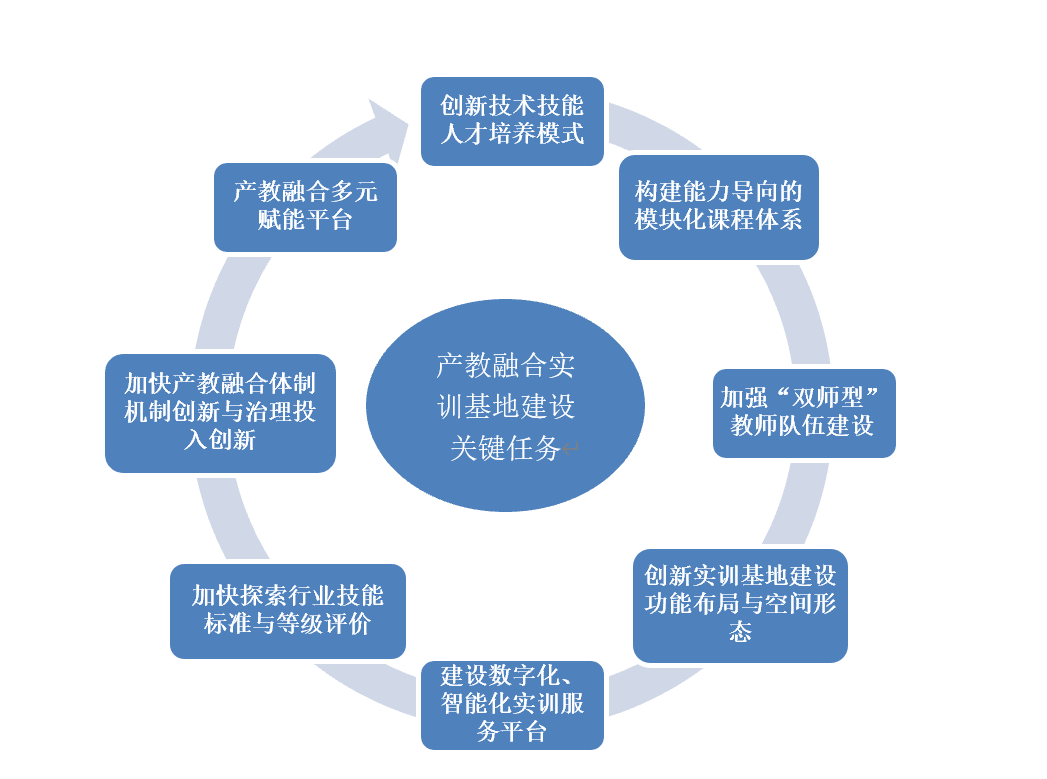 创新技术技能
人才培养模式
构建能力导向的
模块化课程体系
加强“双师型”
教师队伍建设
创新实训基地建设
功能布局与空间形
态
建设数字化、
智能化实训服
务平台
加快探索行业技能
标准与等级评价
加快产教融合体制
机制创新与治理投
入创新
产教融合多元
赋能平台
产教融合实
训基地建设
关键任务↵